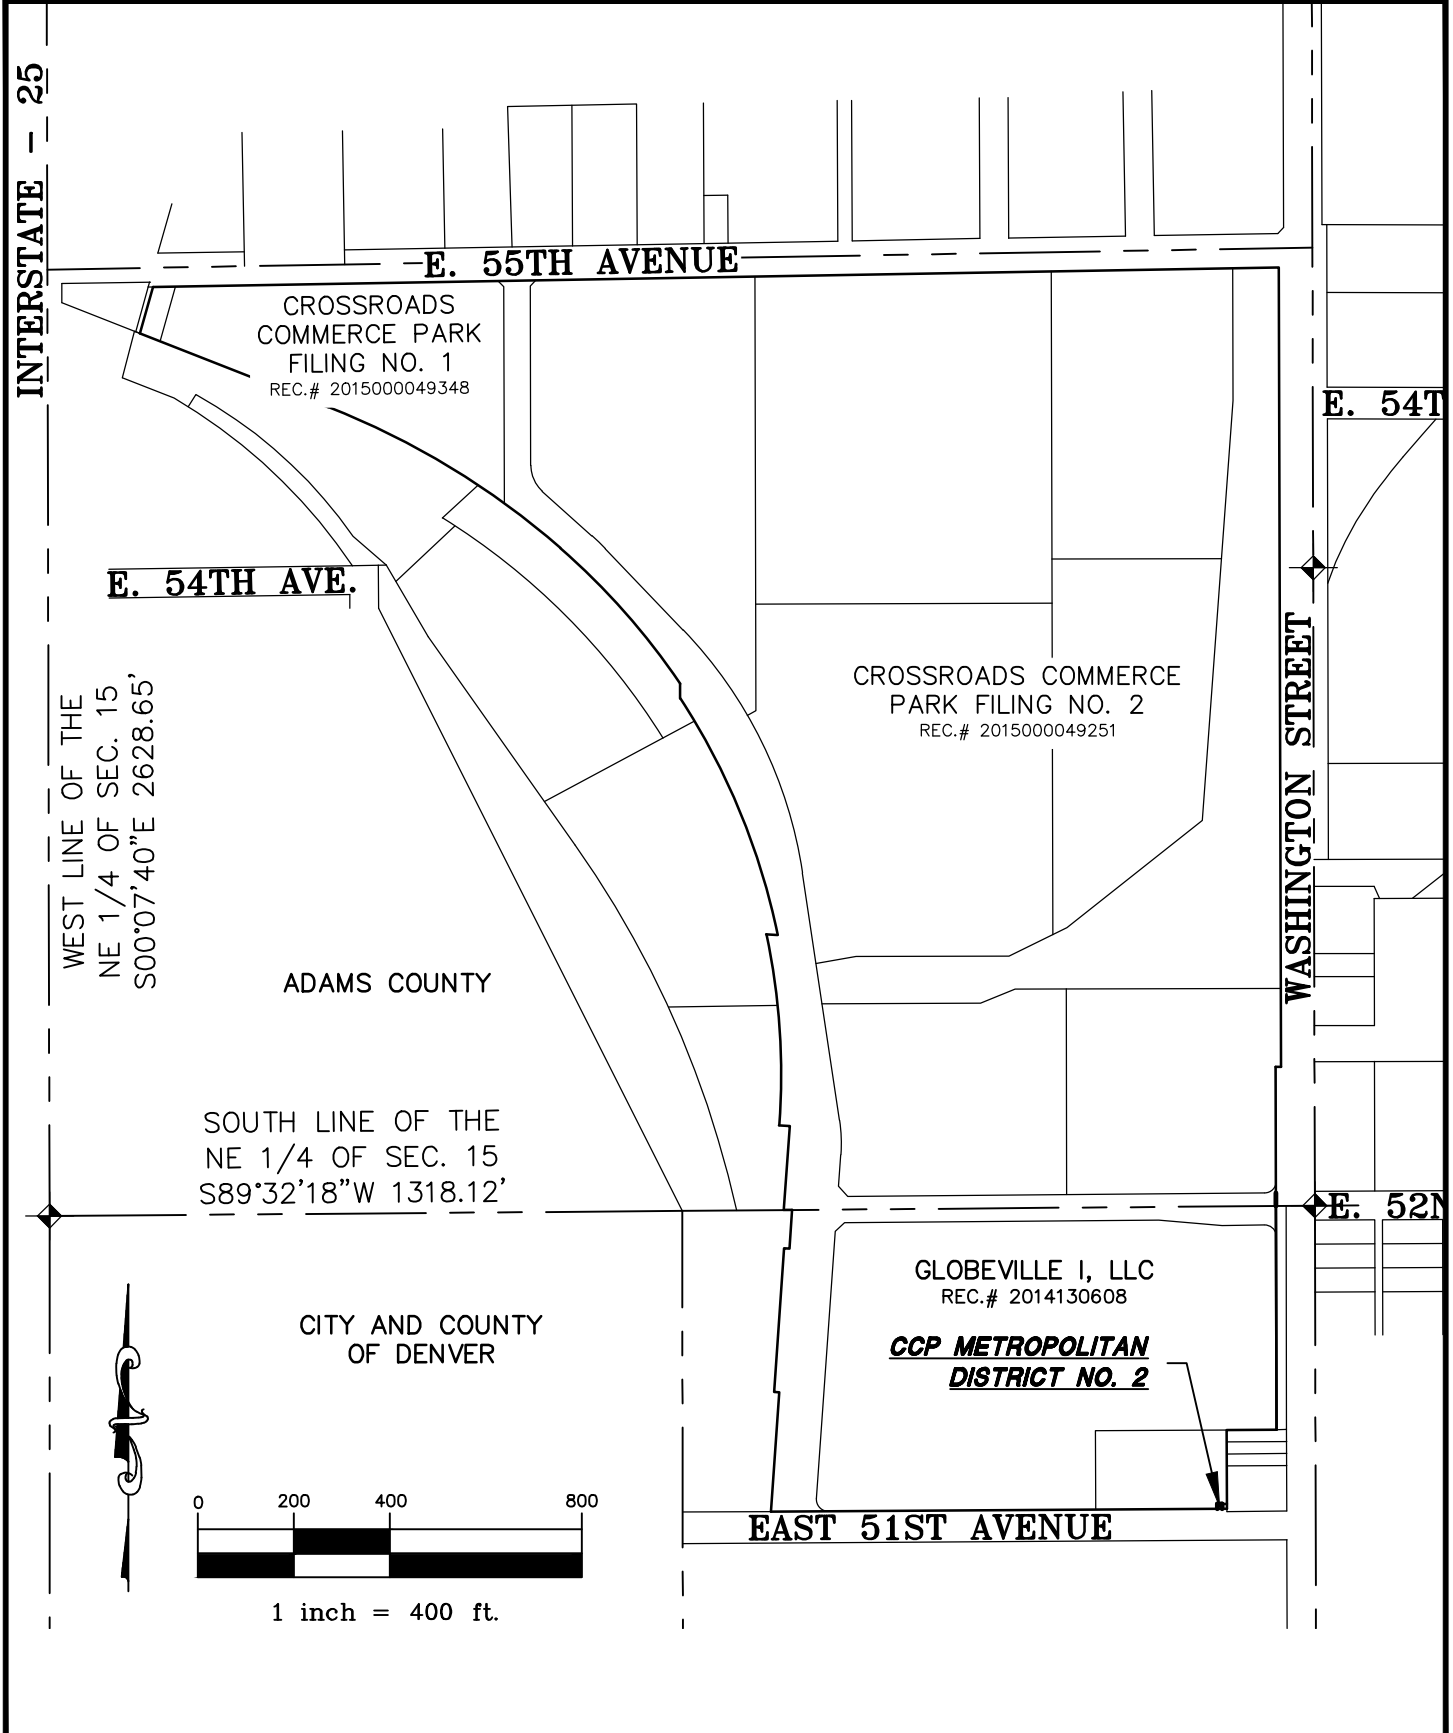 INTERSTATE - 25
E. 55TH AVENUE
CROSSROADS
COMMERCE PARK
FILING NO. 1
REC.# 2015000049348
E. 54T
E. 54TH AVE.
WASHINGTON STREET
CROSSROADS COMMERCE
PARK FILING NO. 2
REC.# 2015000049251
WEST LINE OF THE
NE 1/4 OF SEC. 15
S00°07'40"E 2628.65'
ADAMS COUNTY
SOUTH LINE OF THE
NE 1/4 OF SEC. 15
S89°32'18"W 1318.12'
E. 52N
GLOBEVILLE I, LLC
REC.# 2014130608
CITY AND COUNTY
OF DENVER
CCP METROPOLITAN
DISTRICT NO. 2
0 200 400 800
EAST 51ST AVENUE
1 inch = 400 ft.